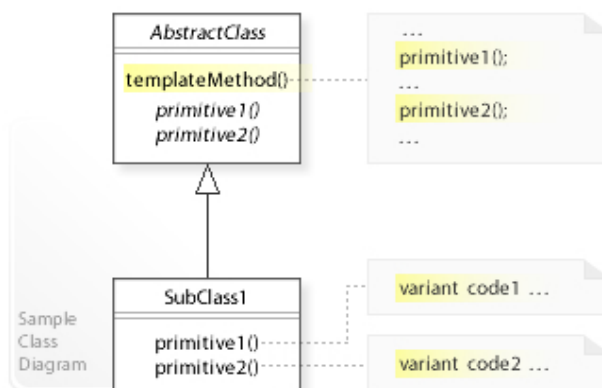 AbstractClass
templateMethod()
primitive1()
primitive2()
...
primitive1();
...
primitive2();
...
SubClass1
primitive1()
primitive2()
variant code1 ...
variant code2 ...
Sample
Class
Diagram